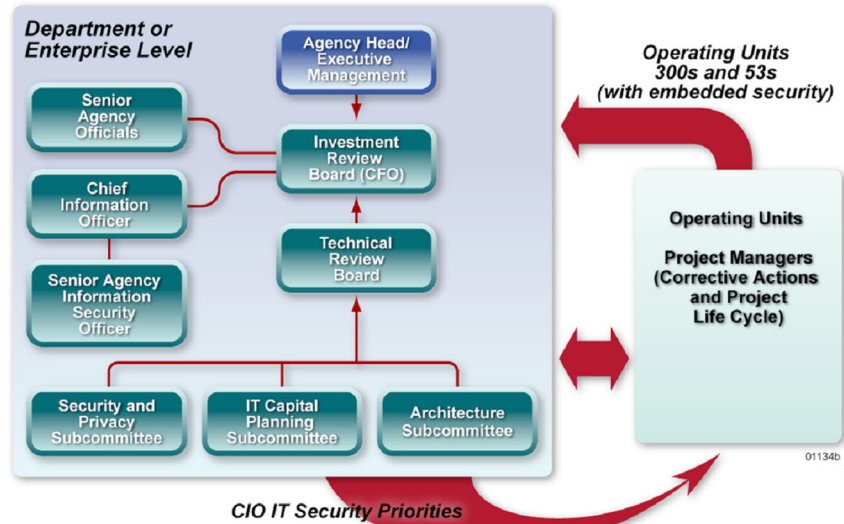 Department or
Enterprise Level
Agency Head/
Executive
Management
Senior
Agency
Officials
Investment
Review
Board (CFO)
Chief
Information
Officer
Technical
Review
Board
Senior Agency
Information
Security
Officer
Security and
Privacy
Subcommittee
IT Capital
Planning
Subcommittee
Architecture
Subcommittee
Operating Units
300s and 53s
(with embedded security)
Operating Units
Project Managers
(Corrective Actions
and Project
Life Cycle)
01134b
CIO IT Security Priorities